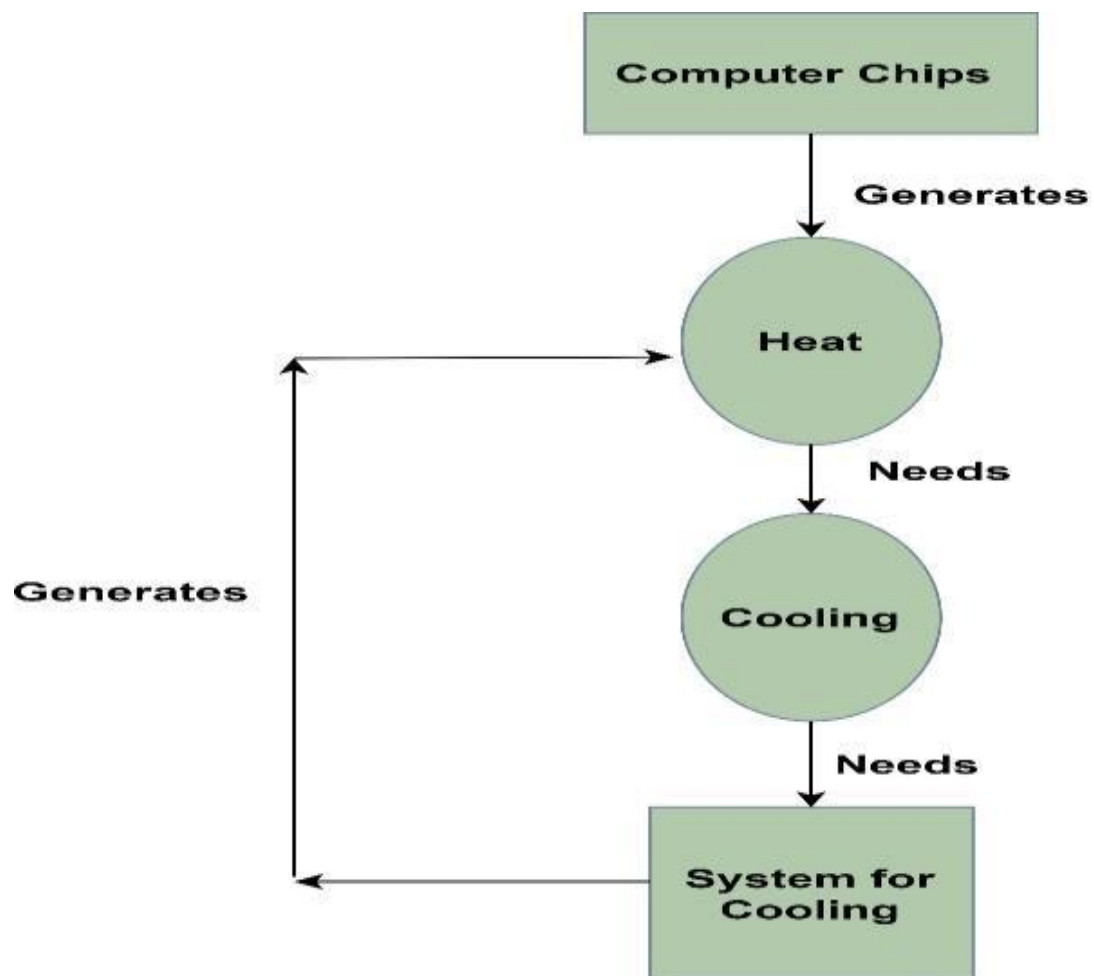 Computer Chips
Generates
Heat
Needs
Generates
Cooling
Needs
System for
Cooling